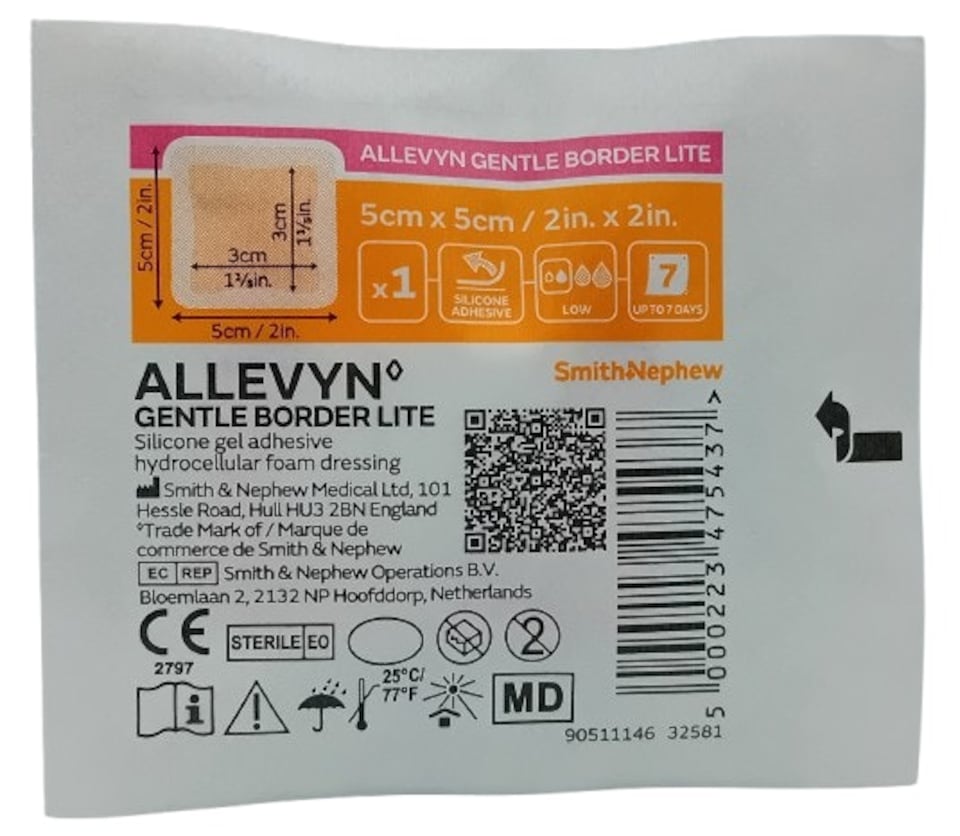 ALLEVYN GENTLE BORDER LITE
5cm / 2in.
3cm
1⅕in.
3cm
1⅕in.
5cm / 2in.
5cm x 5cm / 2in. x 2in.
x1
SILICONE
ADHESIVE
LOW
7
UP TO 7 DAYS
ALLEVYN◊
GENTLE BORDER LITE
Silicone gel adhesive
hydrocellular foam dressing
Smith & Nephew Medical Ltd, 101
Hessle Road, Hull HU3 2BN England
◊Trade Mark of / Marque de
commerce de Smith & Nephew
EC REP Smith & Nephew Operations B.V.
Bloemlaan 2, 2132 NP Hoofddorp, Netherlands
Smith+Nephew
5 000223 475437 >
CE
2797
STERILE EO
2
25°C/
77°F
i
!
MD
90511146 32581